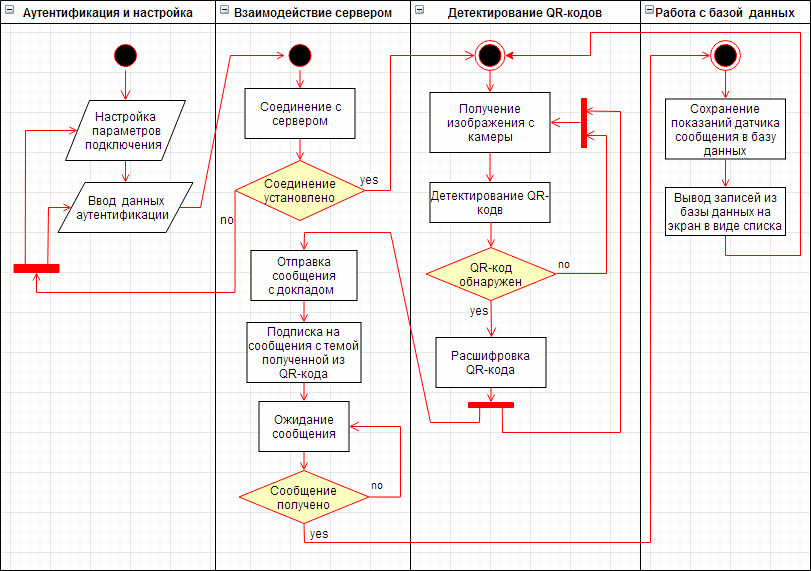 Аутентификация и настройка
Взаимодействие сервером
Детектирование QR-кодов
Работа с базой данных
Настройка
параметров
подключения
Ввод данных
аутентификации
Соединение с
сервером
Соединение
установлено
yes
no
Отправка
сообщения
с докладом
Подписка на
сообщения с темой
полученной из
QR-кода
Ожидание
сообщения
Сообщение
получено
no
yes
Получение
изображения с
камеры
Детектирование QR-
кодв
QR-код
обнаружен
no
yes
Расшифровка
QR-кода
Сохранение
показаний датчика
сообщения в базу
данных
Вывод записей из
базы данных на
экран в виде списка